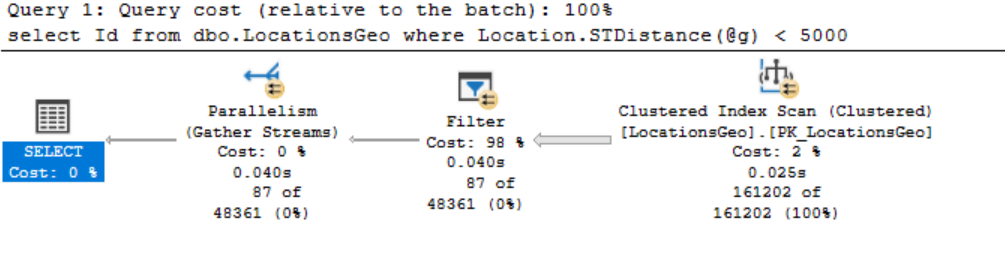 Query 1: Query cost (relative to the batch): 100%
select Id from dbo.LocationsGeo where Location.STDistance(@g) < 5000
SELECT
Cost: 0 %
Parallelism
(Gather Streams)
Cost: 0 %
0.040s
87 of
48361 (0%)
Filter
Cost: 98 %
0.040s
87 of
48361 (0%)
Clustered Index Scan (Clustered)
[LocationsGeo].[PK_LocationsGeo]
Cost: 2 %
0.025s
161202 of
161202 (100%)